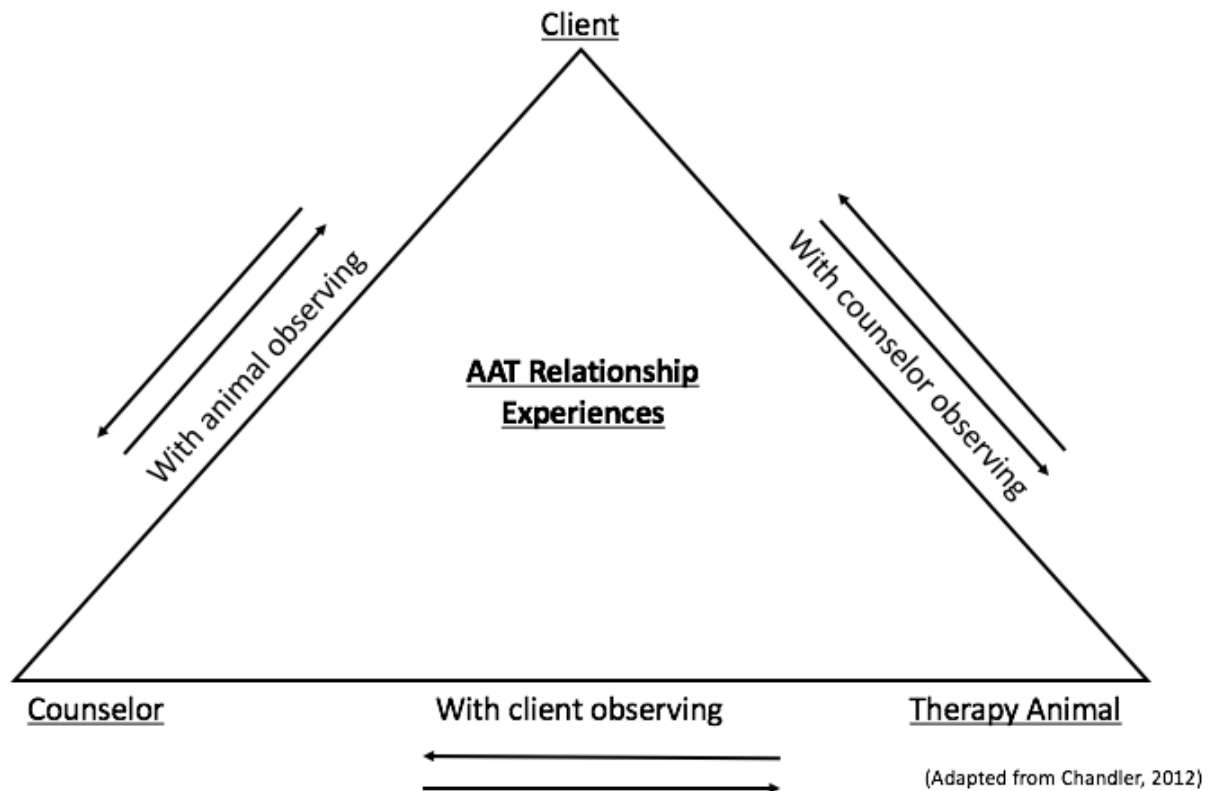 Client
With animal observing
With counselor observing
AAT Relationship
Experiences
Counselor
With client observing
Therapy Animal
(Adapted from Chandler, 2012)